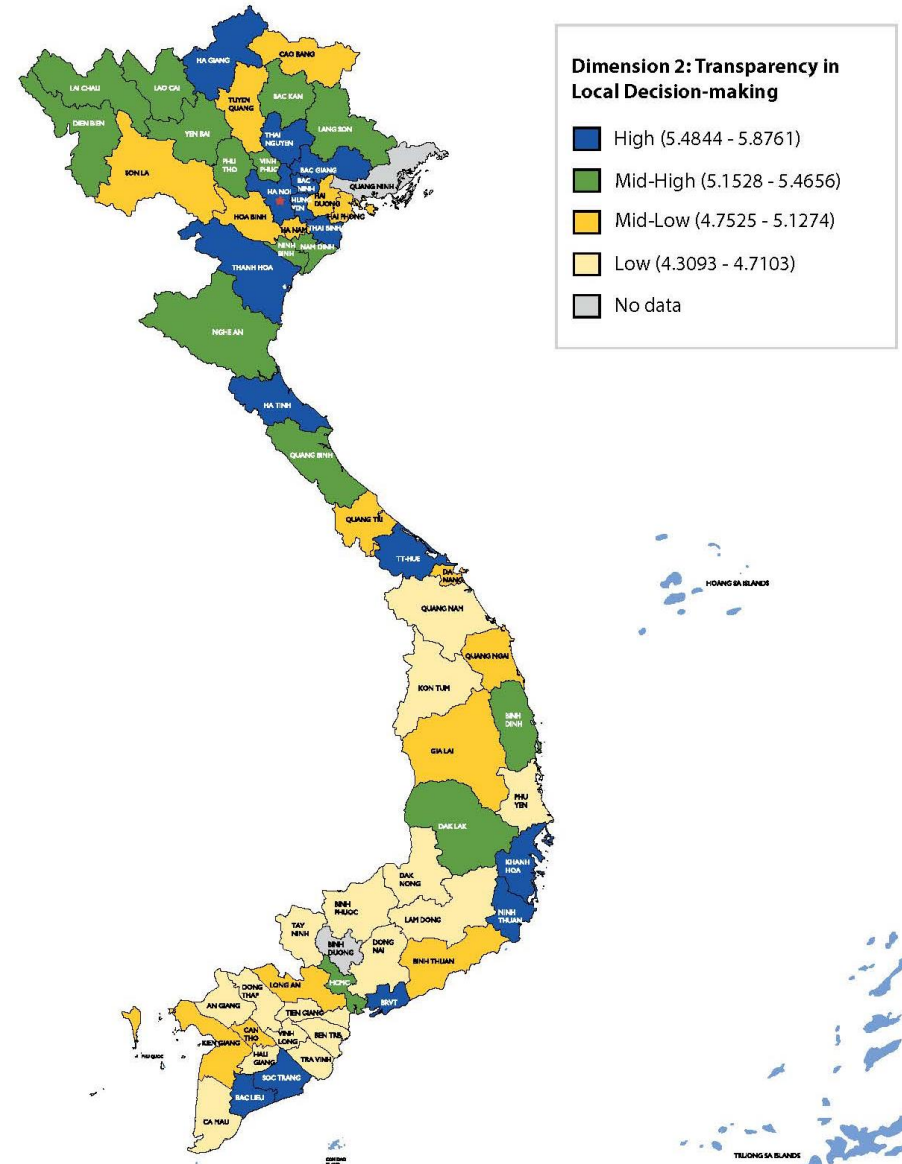 Dimension 2: Transparency in
Local Decision-making
High (5.4844 - 5.8761)
Mid-High (5.1528 - 5.4656)
Mid-Low (4.7525 - 5.1274)
Low (4.3093 - 4.7103)
No data
HA GIANG
CAO BANG
LAI CHAU
LAO CAI
BAC KAN
TUYEN
QUANG
DIEN BIEN
YEN BAI
THAI
NGUYEN
LANG SON
SON LA
PHU
THO
VINH
PHUC
BAC GIANG
HA NOI
BAC
NINH
QUANG NINH
HUNG
YEN
HAI
DUONG
HAI PHONG
HOA BINH
HA NAM
THAI BINH
NINH
BINH
NAM DINH
THANH HOA
NGHE AN
HA TINH
QUANG BINH
QUANG TRI
TT-HUE
DA
NANG
HOANG SA ISLANDS
QUANG NAM
QUANG NGAI
KON TUM
BINH
DINH
GIA LAI
PHU
YEN
DAK LAK
KHANH
HOA
DAK
NONG
BINH
PHUOC
LAM DONG
NINH
THUAN
TAY
NINH
BINH
DUONG
DONG
NAI
BINH THUAN
HCMC
LONG AN
DONG
THAP
BRVT
AN GIANG
TIEN GIANG
KIEN GIANG
CAN
THO
VINH
LONG
BEN TRE
PHU QUOC
HAU
GIANG
TRA VINH
SOC TRANG
BAC LIEU
CA MAU
CON DAO
TRUONG SA ISLANDS